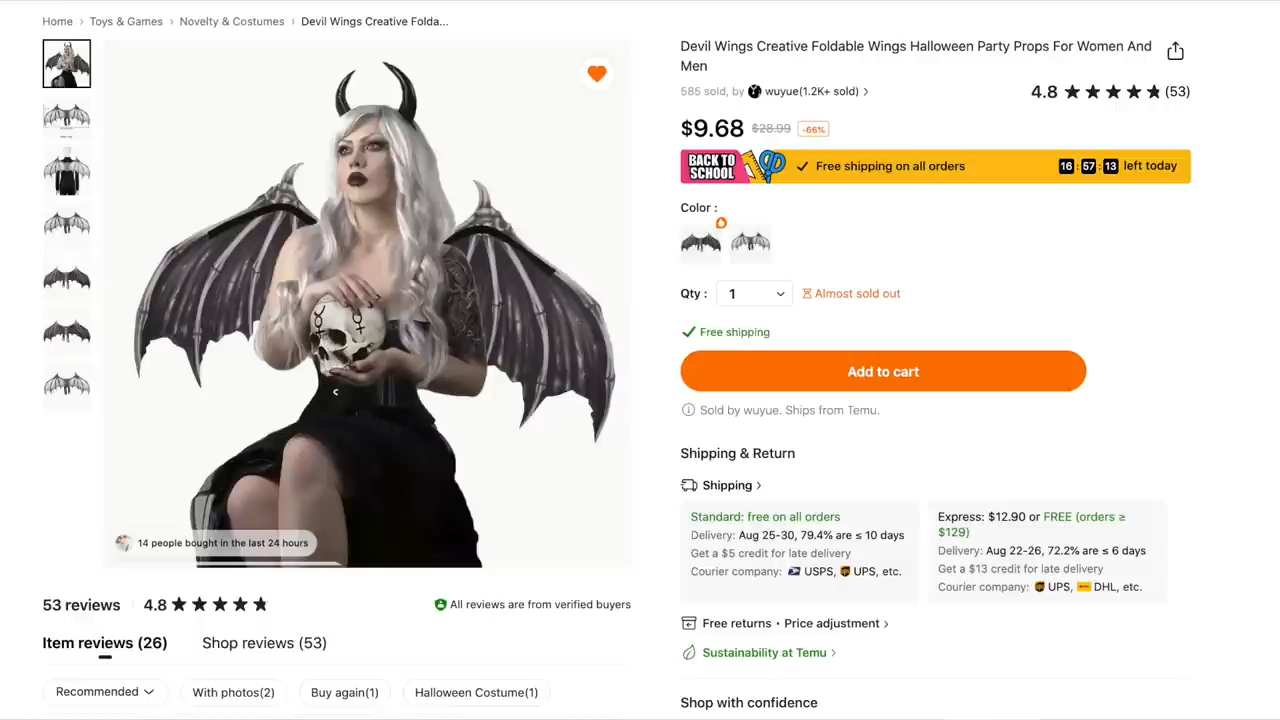 Home › Toys & Games › Novelty & Costumes › Devil Wings Creative Folda...
Devil Wings Creative Foldable Wings Halloween Party Props For Women And
Men
585 sold, by wuyue(1.2K+ sold) ›
4.8 (53)
$9.68 $28.99 -66%
BACK TO
SCHOOL
Free shipping on all orders
16 : 57 : 13 left today
Color :
Qty : 1
Almost sold out
Free shipping
Add to cart
Sold by wuyue. Ships from Temu.
Shipping & Return
Shipping ›
Standard: free on all orders
Delivery: Aug 25-30, 79.4% are ≤ 10 days
Get a $5 credit for late delivery
Courier company: USPS, UPS, etc.
Express: $12.90 or FREE (orders ≥
$129)
Delivery: Aug 22-26, 72.2% are ≤ 6 days
Get a $13 credit for late delivery
Courier company: UPS, DHL, etc.
Free returns · Price adjustment ›
Sustainability at Temu ›
Shop with confidence
14 people bought in the last 24 hours
53 reviews 4.8
All reviews are from verified buyers
Item reviews (26) Shop reviews (53)
Recommended With photos(2) Buy again(1) Halloween Costume(1)